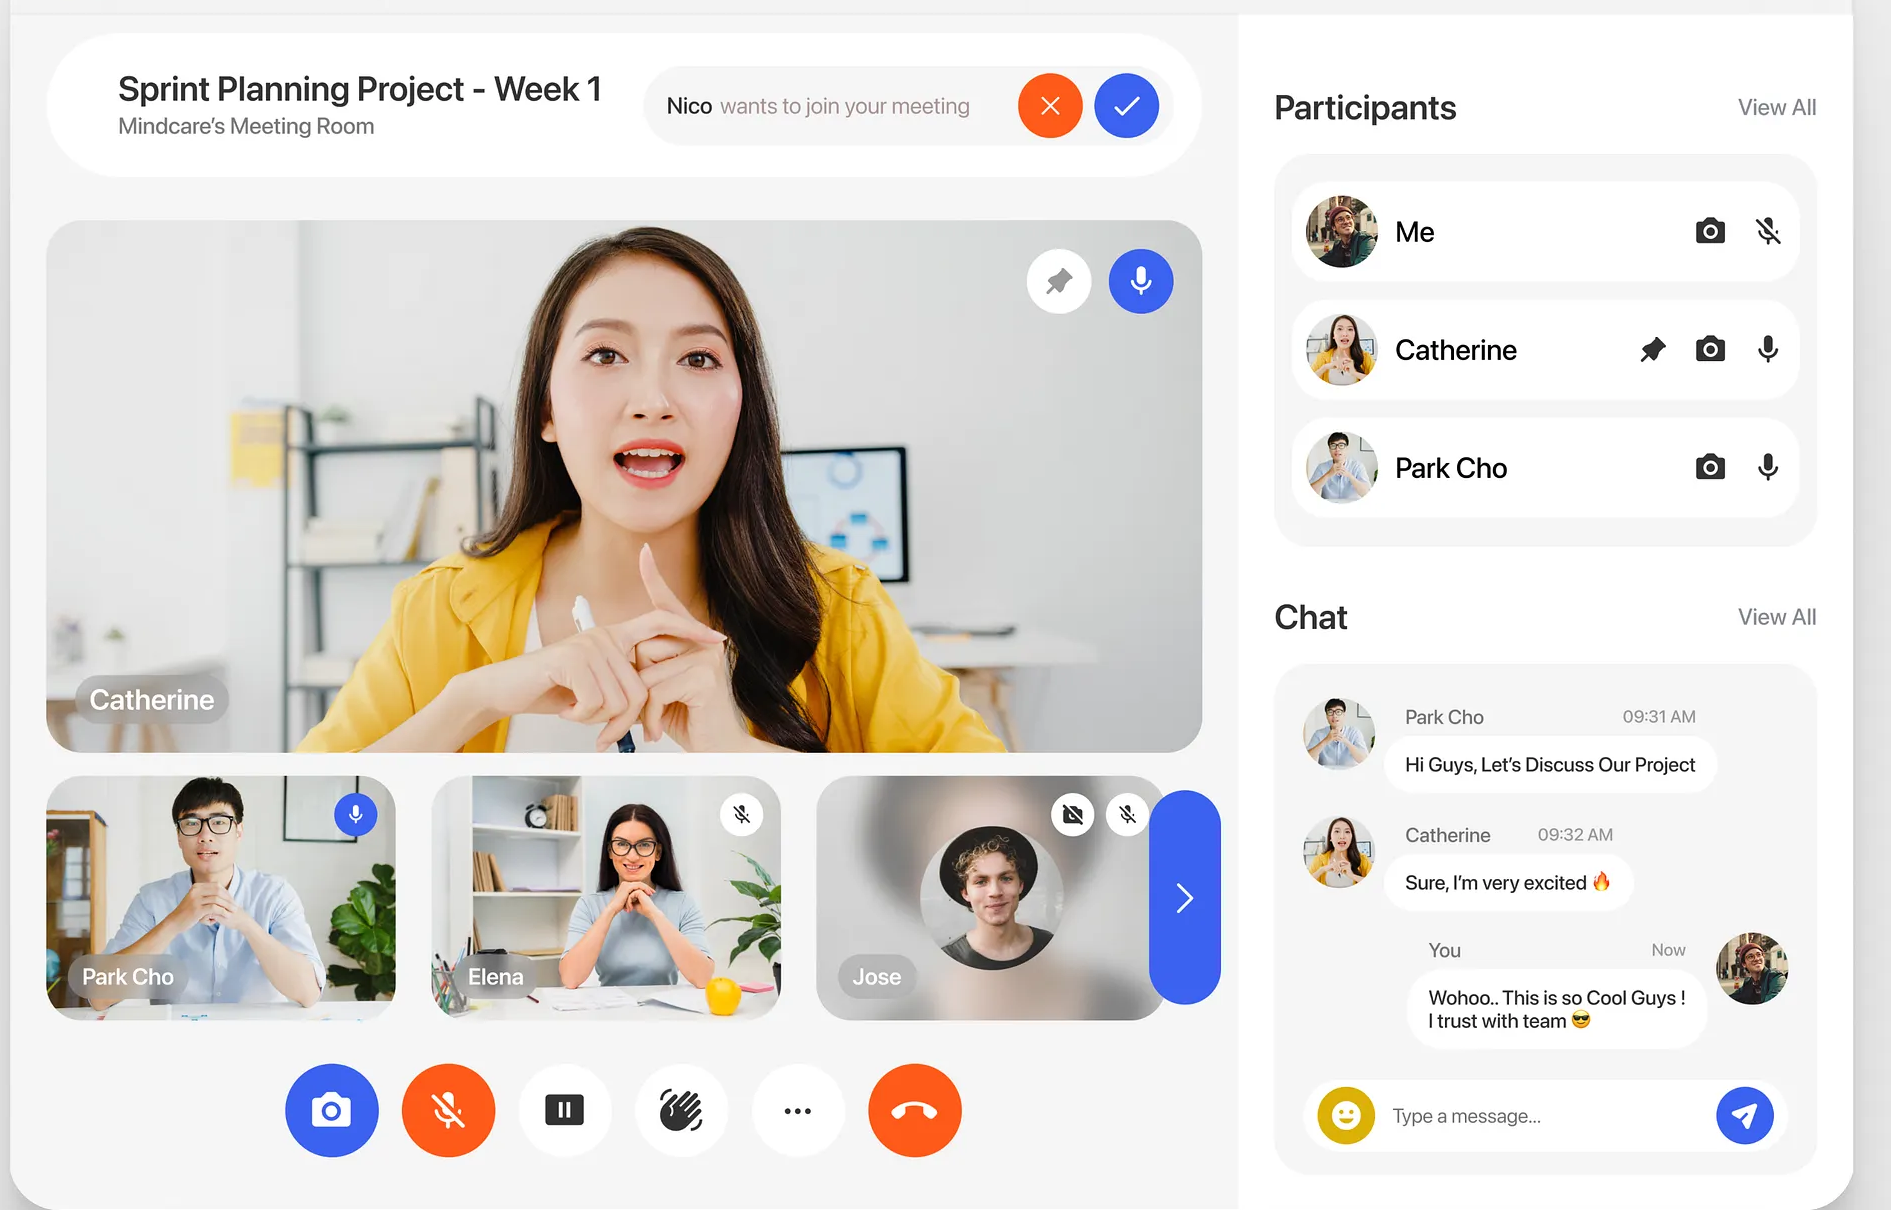 Sprint Planning Project - Week 1
Mindcare’s Meeting Room
Nico wants to join your meeting
Catherine
Park Cho
Elena
Jose
Participants
View All
Me
Catherine
Park Cho
Chat
View All
Park Cho 09:31 AM
Hi Guys, Let’s Discuss Our Project
Catherine 09:32 AM
Sure, I’m very excited 🔥
You Now
Wohoo.. This is so Cool Guys !
I trust with team 😎
Type a message...